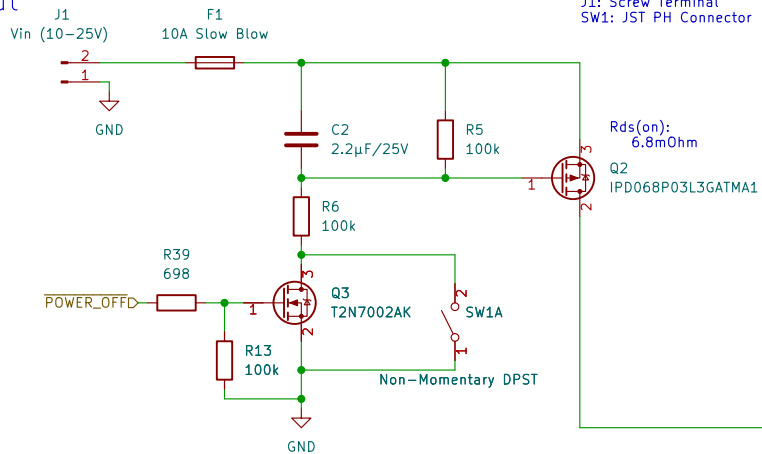 J1: Screw Terminal
SW1: JST PH Connector
J1
Vin (10-25V)
F1
10A Slow Blow
2
1
GND
C2
2.2µF/25V
R5
100k
Rds(on):
6.8mOhm
3
Q2
IPD068P03L3GATMA1
1
2
R6
100k
R39
698
3
Q3
T2N7002AK
POWER_OFF
1
2
2
SW1A
1
R13
100k
Non-Momentary DPST
GND